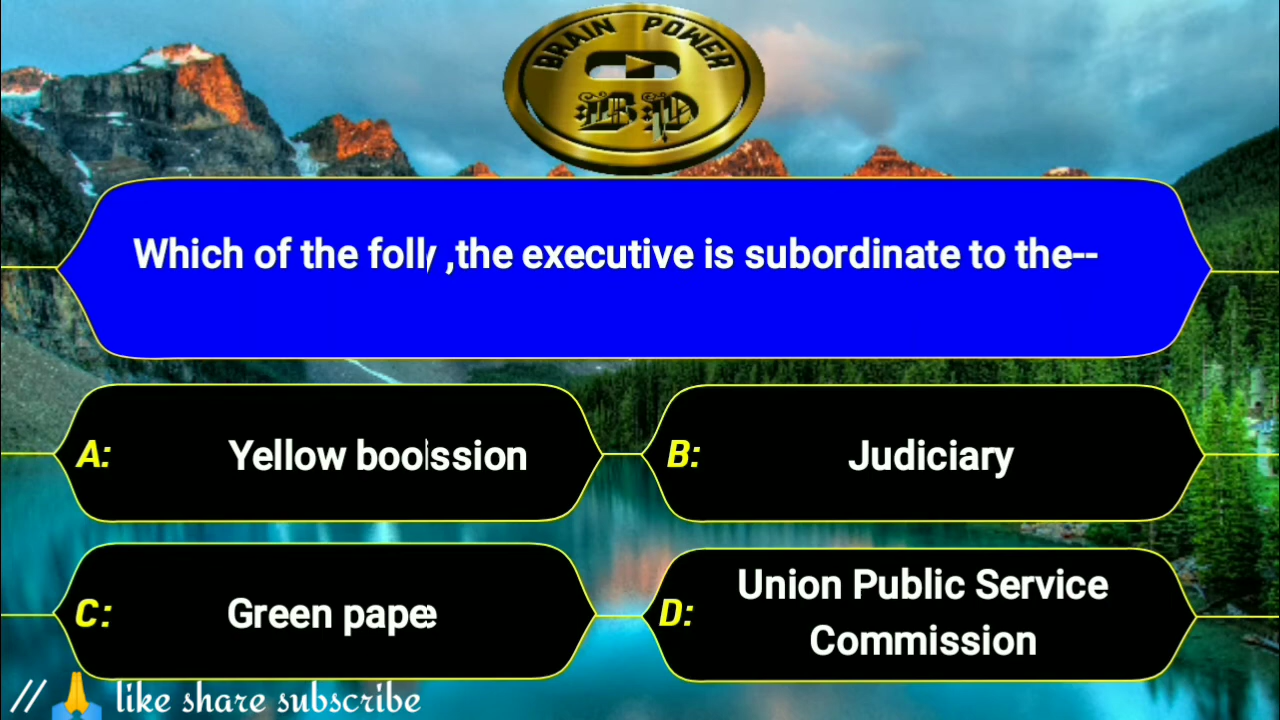 BRAIN POWER
BP
Which of the foll ,the executive is subordinate to the--
A: Yellow boo ssion
B: Judiciary
C: Green pape
D: Union Public Service
Commission
// 🙏 like share subscribe